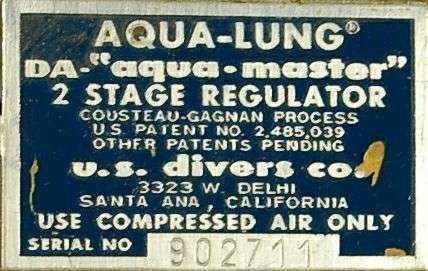 AQUA-LUNG®
DA-"aqua•master"
2 STAGE REGULATOR
COUSTEAU-GAGNAN PROCESS
U.S. PATENT NO. 2,485,039
OTHER PATENTS PENDING
u.s. divers co.
3323 W. DELHI
SANTA ANA, CALIFORNIA
USE COMPRESSED AIR ONLY
SERIAL NO 902711